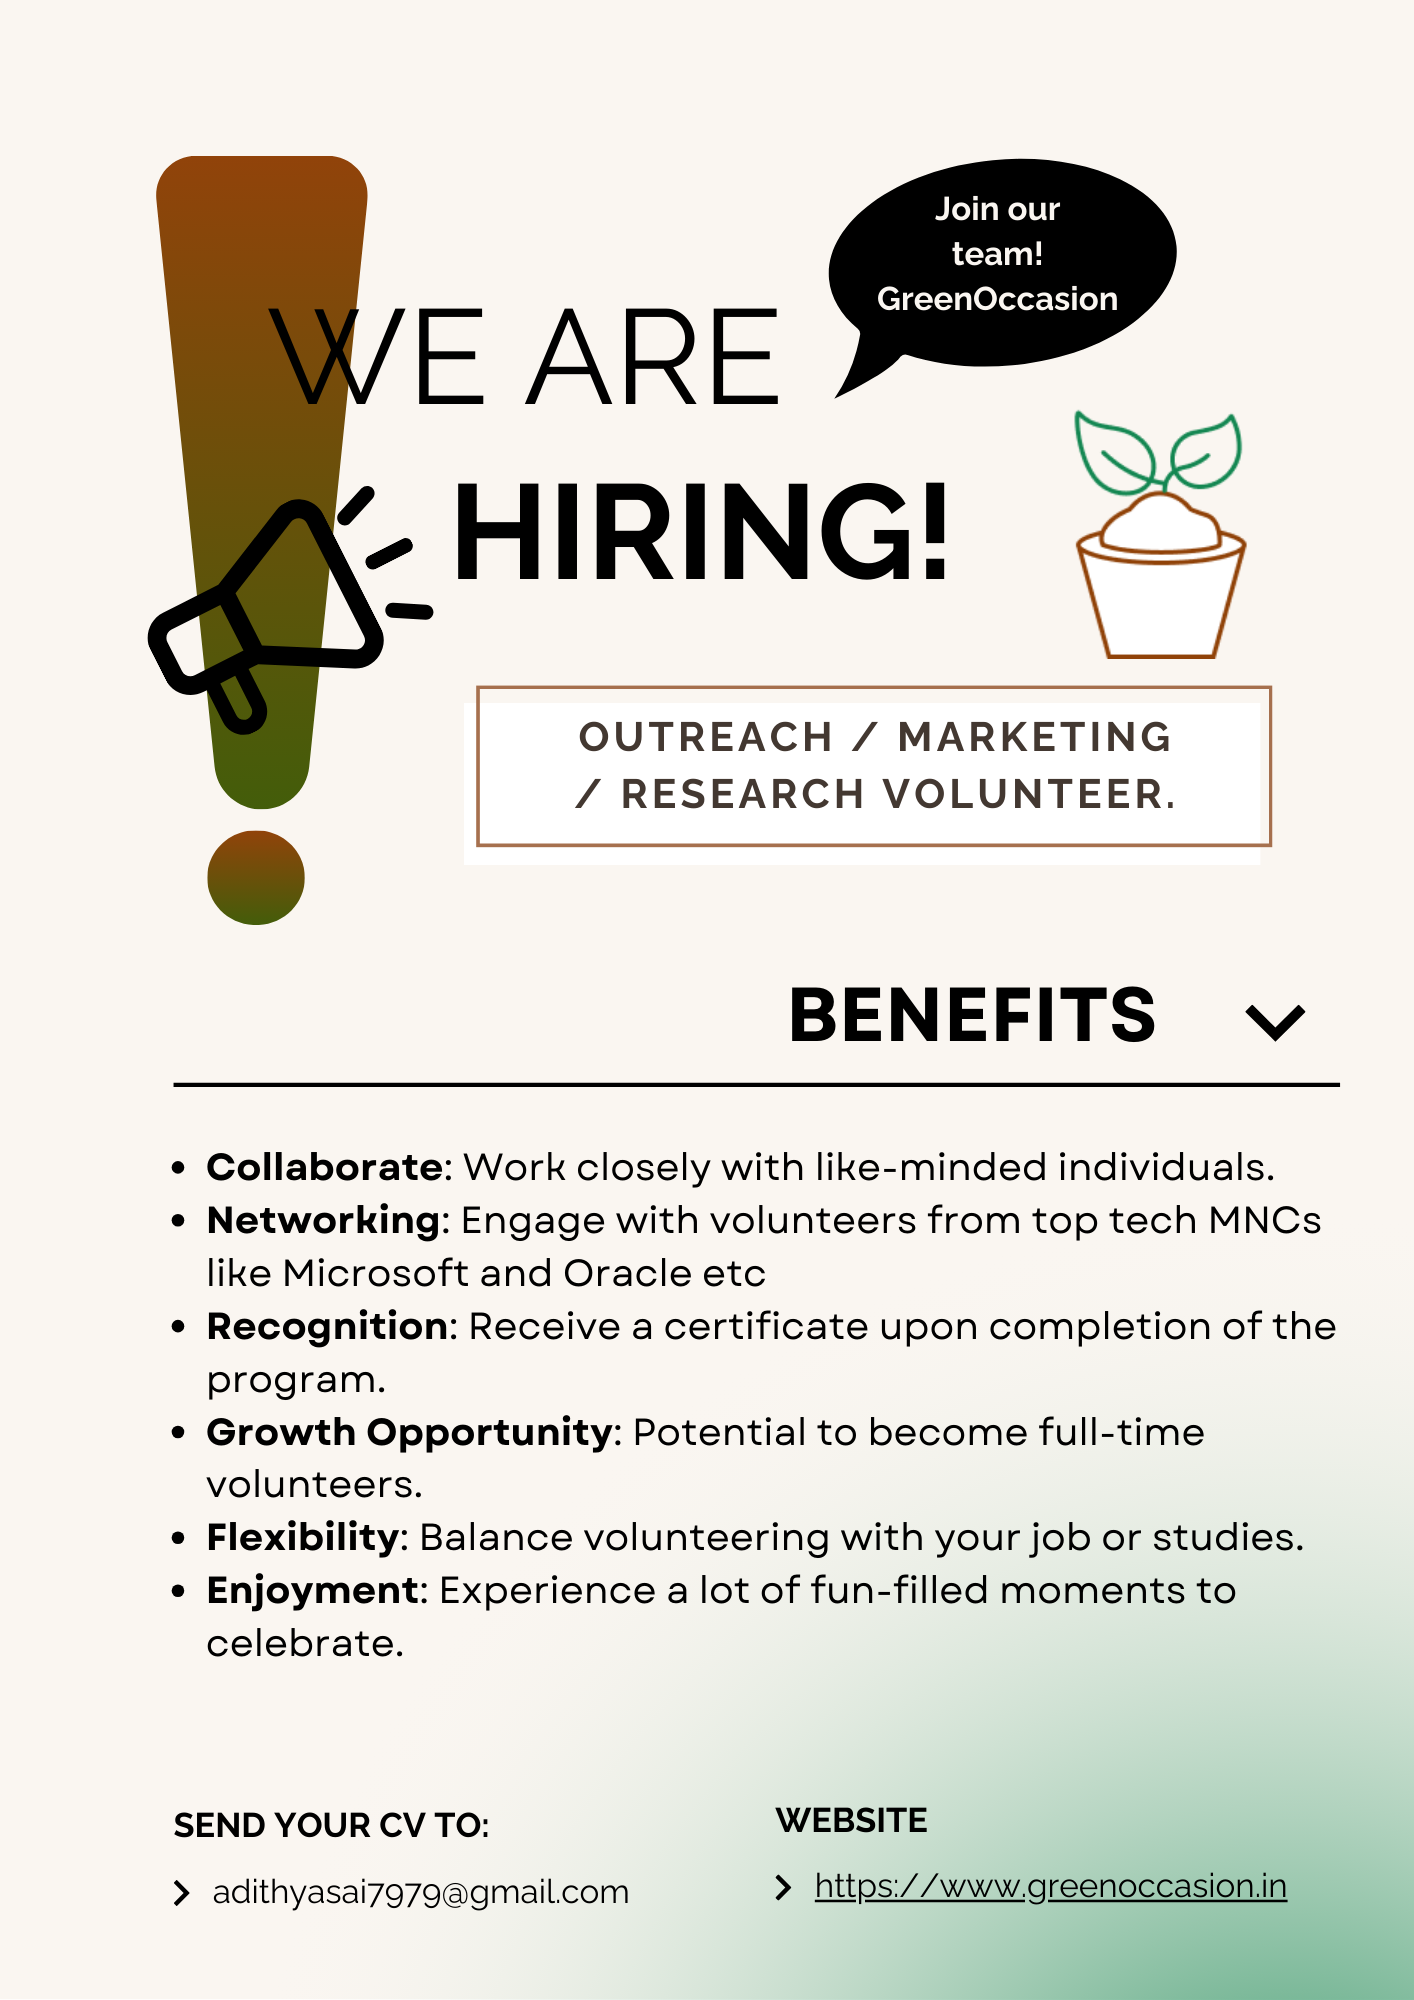 Join our
team!
GreenOccasion
WE ARE
HIRING!
OUTREACH / MARKETING
/ RESEARCH VOLUNTEER.
BENEFITS
• Collaborate: Work closely with like-minded individuals.
• Networking: Engage with volunteers from top tech MNCs
like Microsoft and Oracle etc
• Recognition: Receive a certificate upon completion of the
program.
• Growth Opportunity: Potential to become full-time
volunteers.
• Flexibility: Balance volunteering with your job or studies.
• Enjoyment: Experience a lot of fun-filled moments to
celebrate.
SEND YOUR CV TO:
adithyasai7979@gmail.com
WEBSITE
https://www.greenoccasion.in